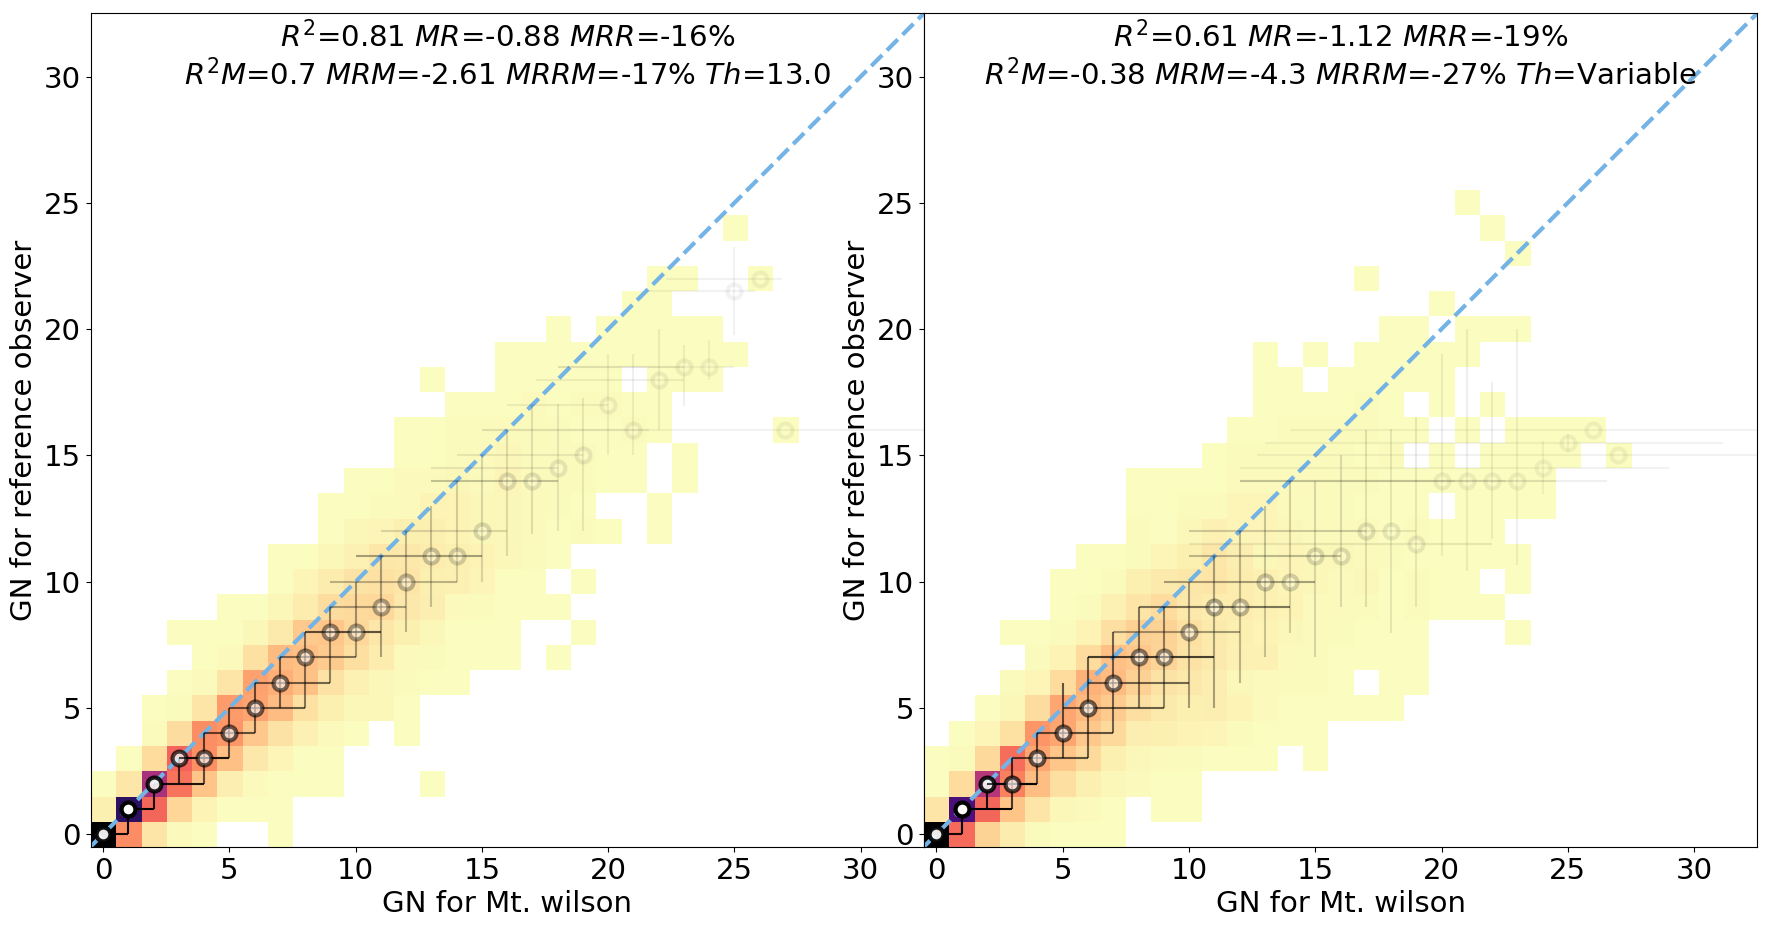 R²=0.81 MR=-0.88 MRR=-16%
R²M=0.7 MRM=-2.61 MRRM=-17% Th=13.0
30
25
20
15
10
5
0
GN for reference observer
0 5 10 15 20 25 30
GN for Mt. wilson
R²=0.61 MR=-1.12 MRR=-19%
R²M=-0.38 MRM=-4.3 MRRM=-27% Th=Variable
30
25
20
15
10
5
0
GN for reference observer
0 5 10 15 20 25 30
GN for Mt. wilson